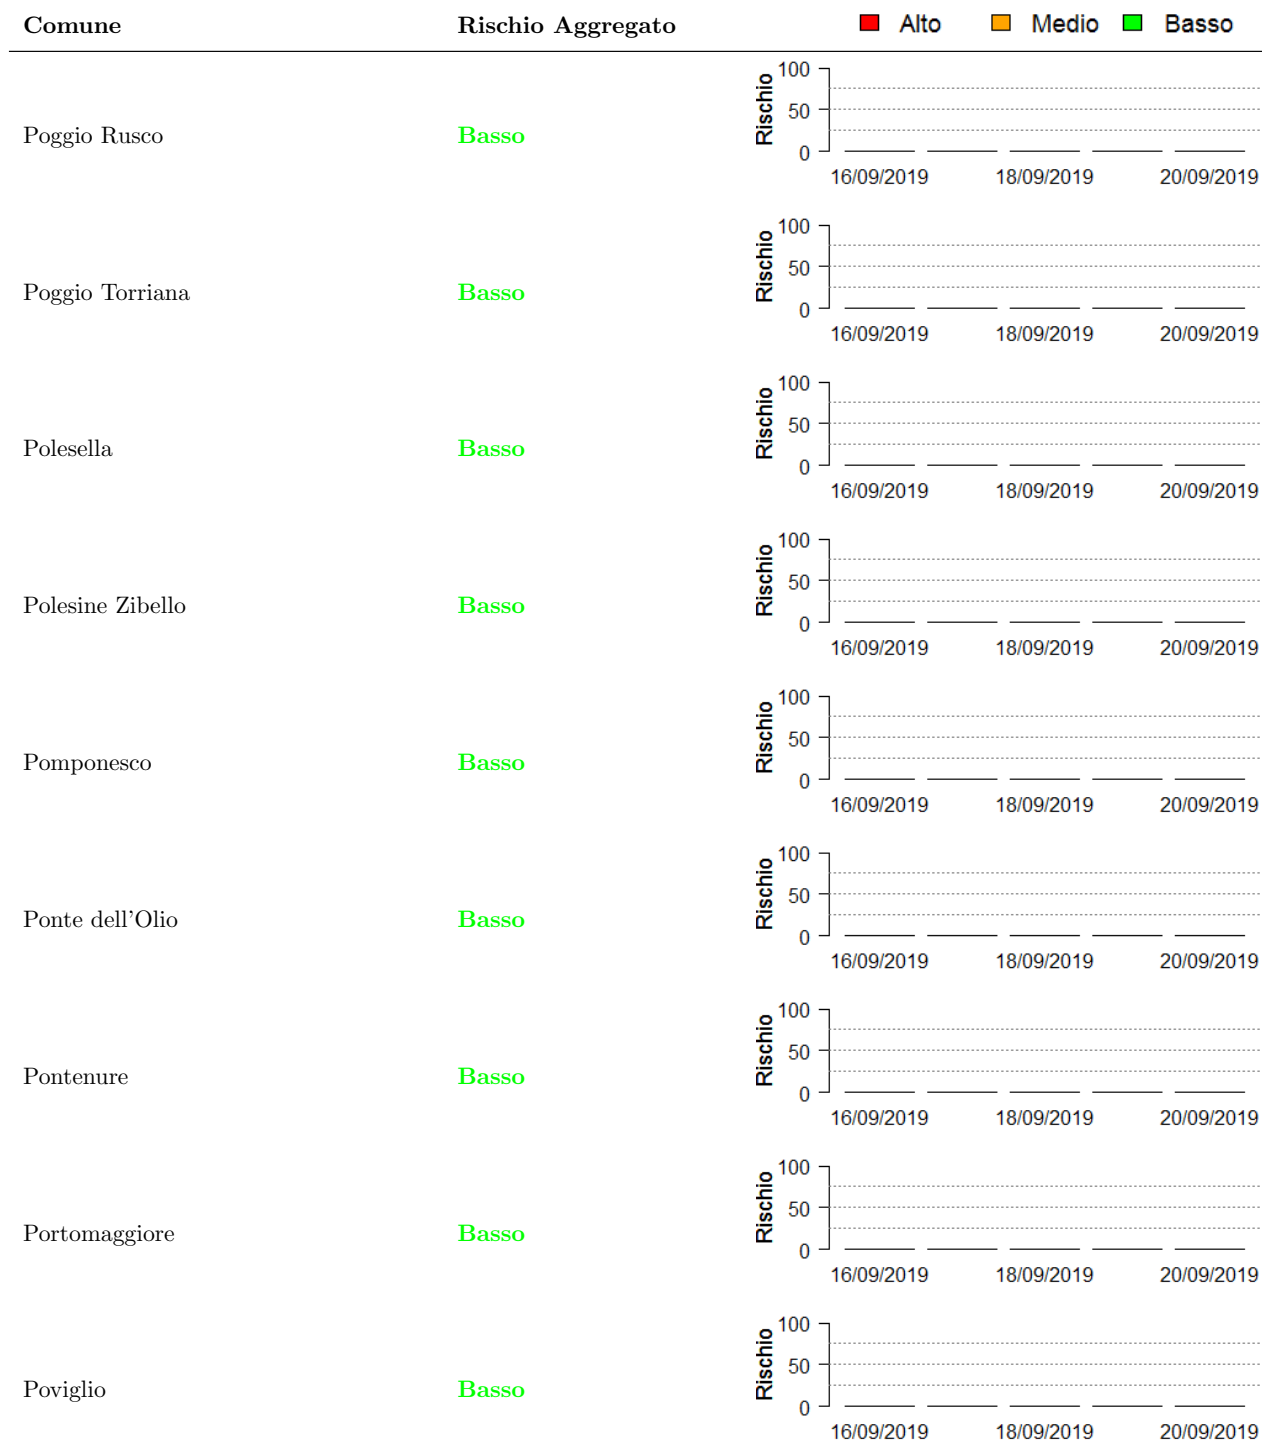 Comune Rischio Aggregato Alto Medio Basso
100
50
0
Rischio
Poggio Rusco Basso
16/09/2019 18/09/2019 20/09/2019
100
50
0
Rischio
Poggio Torriana Basso
16/09/2019 18/09/2019 20/09/2019
100
50
0
Rischio
Polesella Basso
16/09/2019 18/09/2019 20/09/2019
100
50
0
Rischio
Polesine Zibello Basso
16/09/2019 18/09/2019 20/09/2019
100
50
0
Rischio
Pomponesco Basso
16/09/2019 18/09/2019 20/09/2019
100
50
0
Rischio
Ponte dell'Olio Basso
16/09/2019 18/09/2019 20/09/2019
100
50
0
Rischio
Pontenure Basso
16/09/2019 18/09/2019 20/09/2019
100
50
0
Rischio
Portomaggiore Basso
16/09/2019 18/09/2019 20/09/2019
100
50
0
Rischio
Poviglio Basso
16/09/2019 18/09/2019 20/09/2019